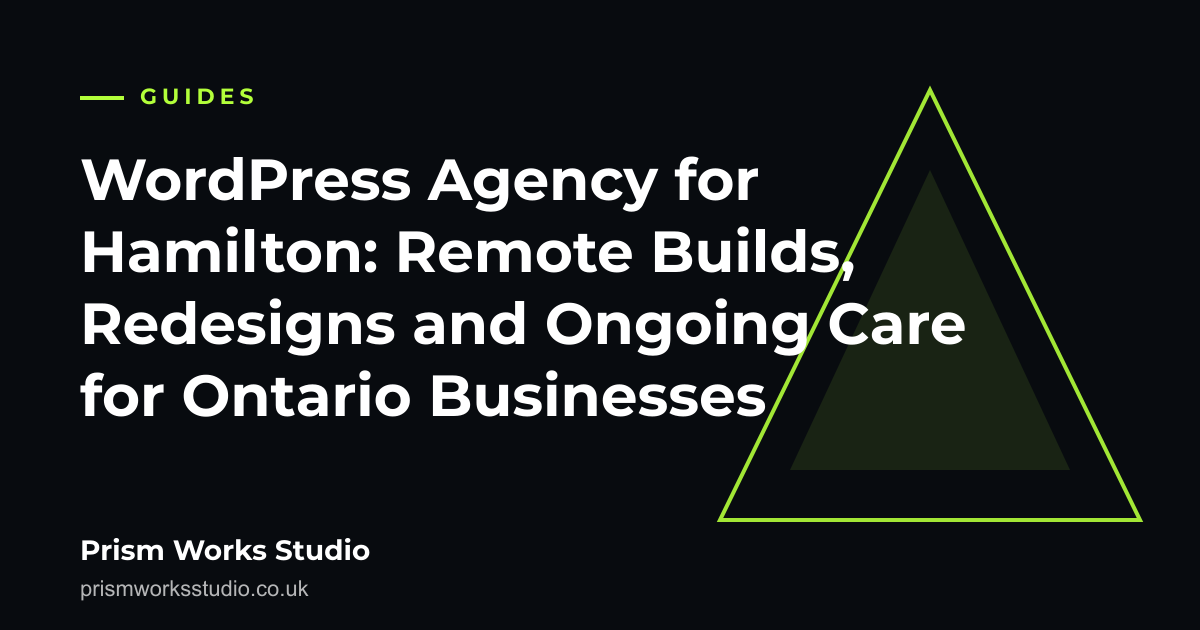 GUIDES
WordPress Agency for
Hamilton: Remote Builds,
Redesigns and Ongoing Care
for Ontario Businesses
Prism Works Studio
prismworksstudio.co.uk